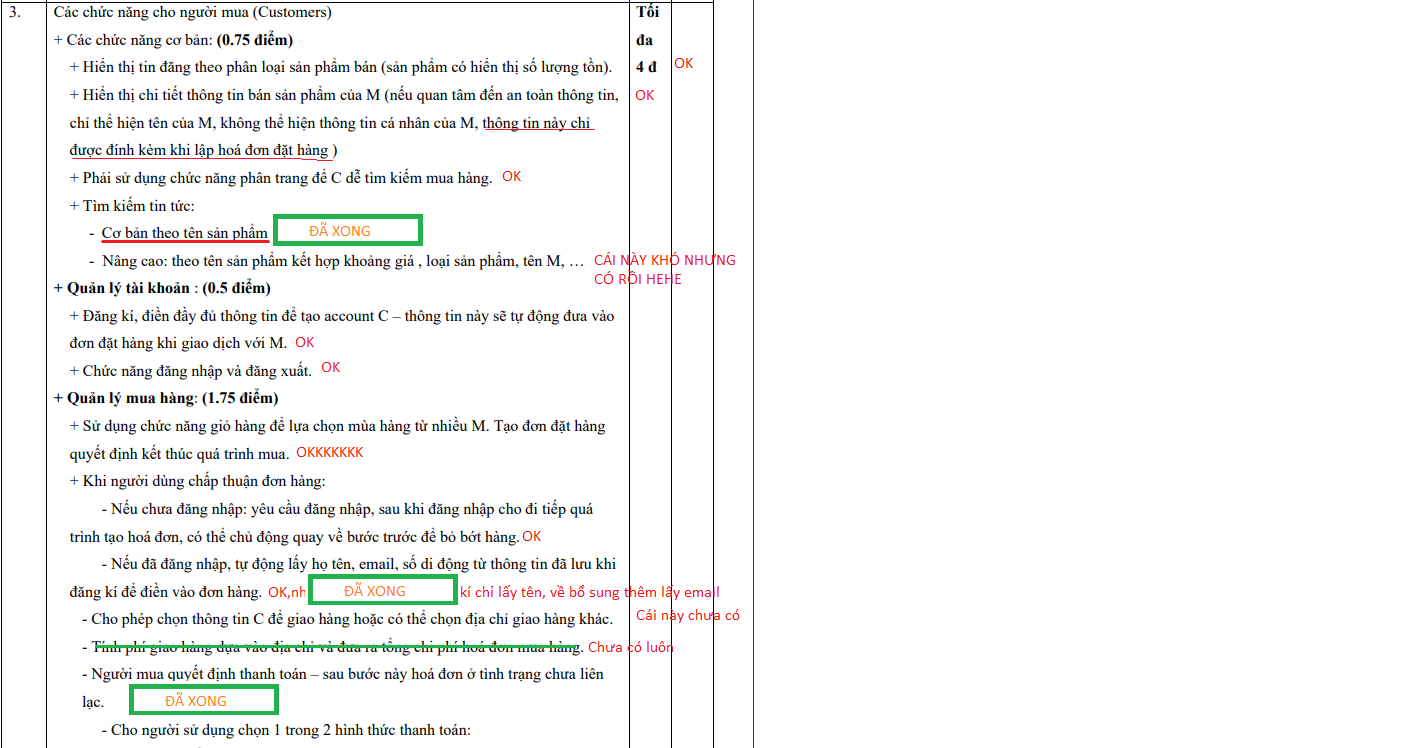 3. Các chức năng cho người mua (Customers) Tối
+ Các chức năng cơ bản: (0.75 điểm) đa
+ Hiển thị tin đăng theo phân loại sản phẩm bán (sản phẩm có hiển thị số lượng tồn). 4 đ OK
+ Hiển thị chi tiết thông tin bán sản phẩm của M (nếu quan tâm đến an toàn thông tin, OK
chỉ thể hiện tên của M, không thể hiện thông tin cá nhân của M, thông tin này chỉ
được đính kèm khi lập hoá đơn đặt hàng )
+ Phải sử dụng chức năng phân trang để C dễ tìm kiếm mua hàng. OK
+ Tìm kiếm tin tức:
- Cơ bản theo tên sản phẩm ĐÃ XONG
- Nâng cao: theo tên sản phẩm kết hợp khoảng giá , loại sản phẩm, tên M, … CÁI NÀY KHÓ NHƯNG
CÓ RỒI HEHE
+ Quản lý tài khoản : (0.5 điểm)
+ Đăng kí, điền đầy đủ thông tin để tạo account C – thông tin này sẽ tự động đưa vào
đơn đặt hàng khi giao dịch với M. OK
+ Chức năng đăng nhập và đăng xuất. OK
+ Quản lý mua hàng: (1.75 điểm)
+ Sử dụng chức năng giỏ hàng để lựa chọn mùa hàng từ nhiều M. Tạo đơn đặt hàng
quyết định kết thúc quá trình mua. OKKKKKKK
+ Khi người dùng chấp thuận đơn hàng:
- Nếu chưa đăng nhập: yêu cầu đăng nhập, sau khi đăng nhập cho đi tiếp quá
trình tạo hoá đơn, có thể chủ động quay về bước trước để bỏ bớt hàng. OK
- Nếu đã đăng nhập, tự động lấy họ tên, email, số di động từ thông tin đã lưu khi
đăng kí để điền vào đơn hàng. OK,nh ĐÃ XONG kí chỉ lấy tên, về bổ sung thêm lấy email
- Cho phép chọn thông tin C để giao hàng hoặc có thể chọn địa chỉ giao hàng khác. Cái này chưa có
- Tính phí giao hàng dựa vào địa chỉ và đưa ra tổng chi phí hoá đơn mua hàng. Chưa có luôn
- Người mua quyết định thanh toán – sau bước này hoá đơn ở tình trạng chưa liên
lạc. ĐÃ XONG
- Cho người sử dụng chọn 1 trong 2 hình thức thanh toán: